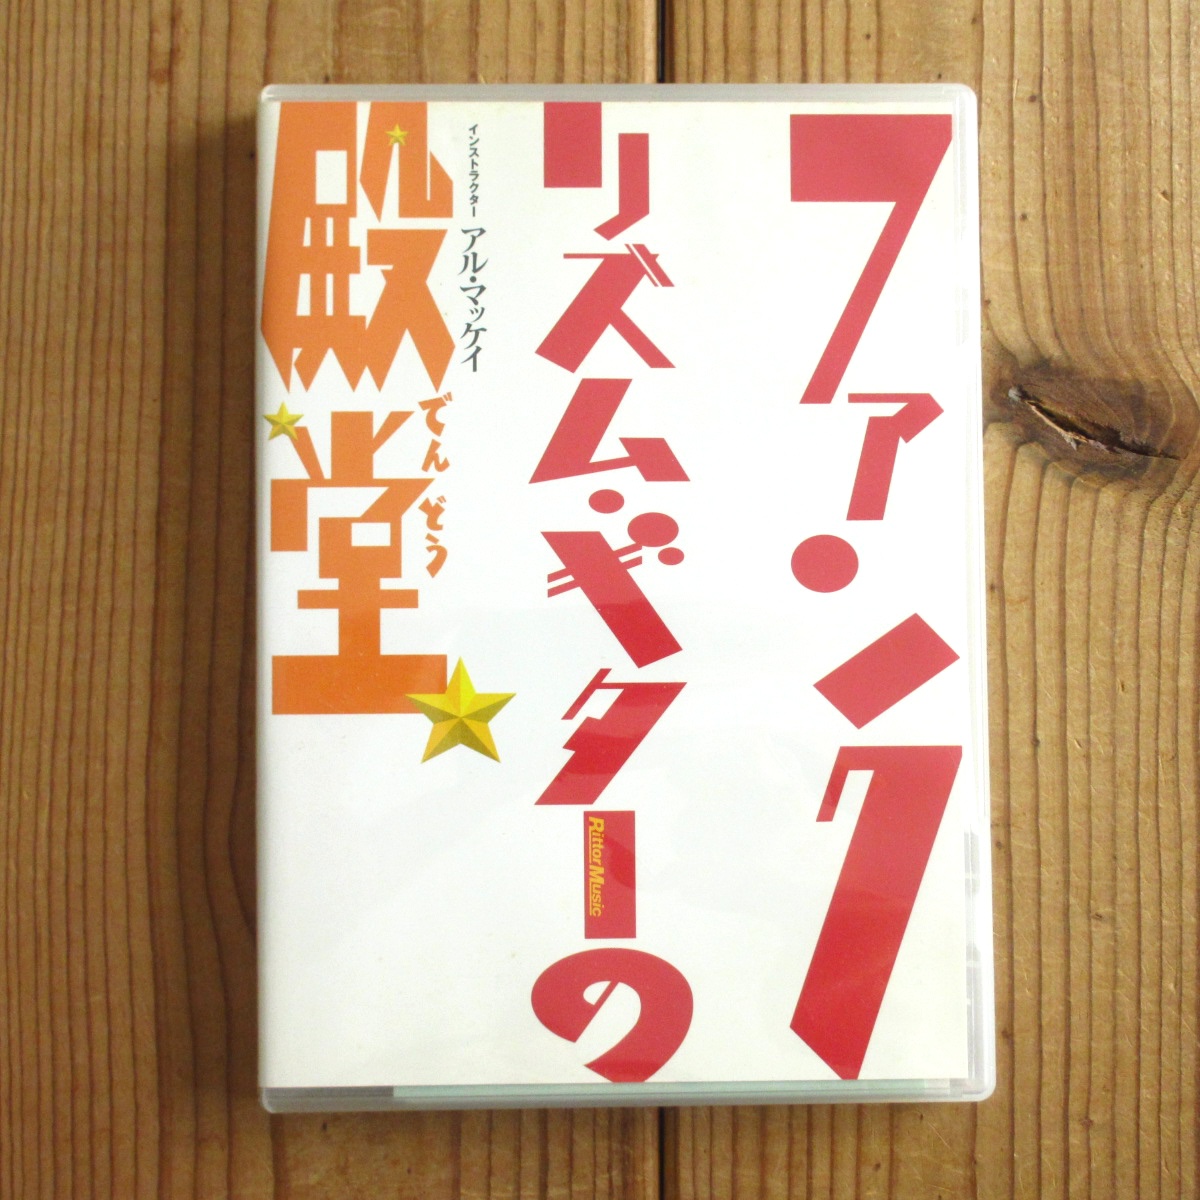 ファンク
リズム・ギターの
RittorMusic
インストラクター アル・マッケイ
でんどう
殿堂